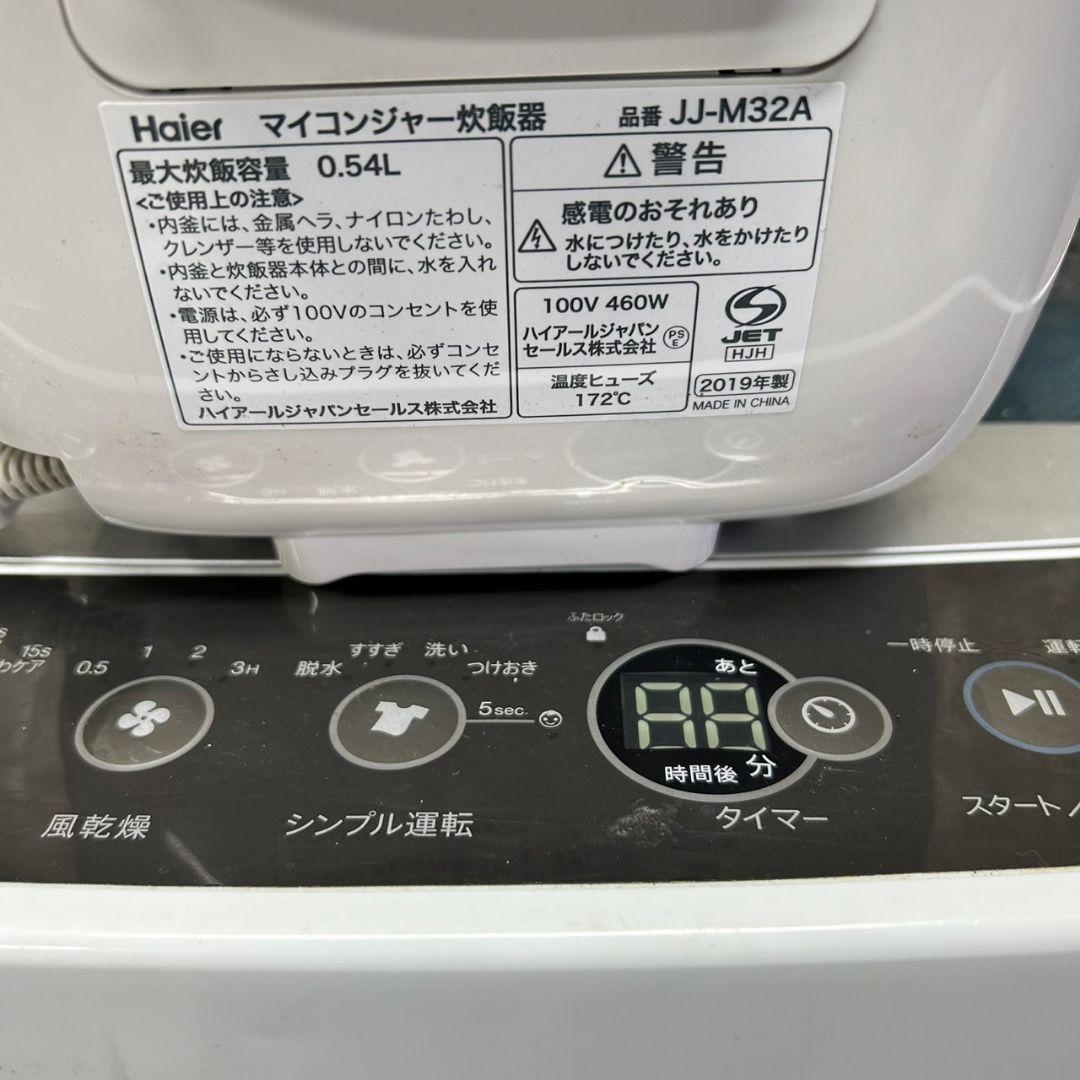 Haier マイコンジャー炊飯器 品番 JJ-M32A
最大炊飯容量 0.54L
<ご使用上の注意>
・内釜には、金属ヘラ、ナイロンたわし、
クレンザー等を使用しないでください。
・内釜と炊飯器本体との間に、水を入れ
ないでください。
・電源は、必ず100Vのコンセントを使
用してください。
・ご使用にならないときは、必ずコンセ
ントからさし込みプラグを抜いてくだ
さい。
ハイアールジャパンセールス株式会社
警告
感電のおそれあり
水につけたり、水をかけたり
しないでください。
100V 460W
ハイアールジャパン
セールス株式会社
PS
E
温度ヒューズ
172℃
JET
HJH
2019年製
MADE IN CHINA
ふたロック
15s
わケア
0.5 1 2 3H
脱水 すすぎ 洗い つけおき
5sec.
あと
時間後 分
一時停止 運転
風乾燥
シンプル運転
タイマー
スタート/